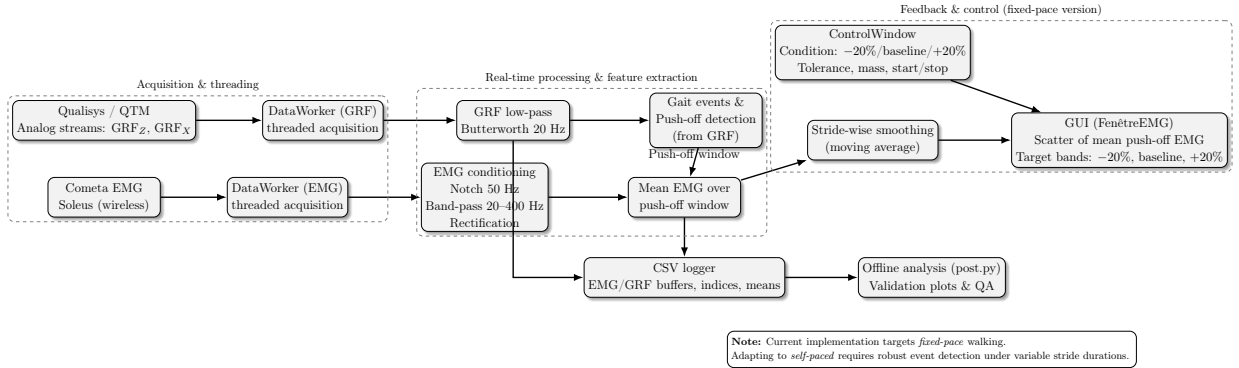 Feedback & control (fixed-pace version)
ControlWindow
Condition: −20%/baseline/+20%
Tolerance, mass, start/stop
Acquisition & threading
Real-time processing & feature extraction
Qualisys / QTM
Analog streams: GRF_Z, GRF_X
DataWorker (GRF)
threaded acquisition
GRF low-pass
Butterworth 20 Hz
Gait events &
Push-off detection
(from GRF)
Push-off window
Stride-wise smoothing
(moving average)
GUI (FenêtreEMG)
Scatter of mean push-off EMG
Target bands: −20%, baseline, +20%
Cometa EMG
Soleus (wireless)
DataWorker (EMG)
threaded acquisition
EMG conditioning
Notch 50 Hz
Band-pass 20–400 Hz
Rectification
Mean EMG over
push-off window
CSV logger
EMG/GRF buffers, indices, means
Offline analysis (post.py)
Validation plots & QA
Note: Current implementation targets fixed-pace walking.
Adapting to self-paced requires robust event detection under variable stride durations.